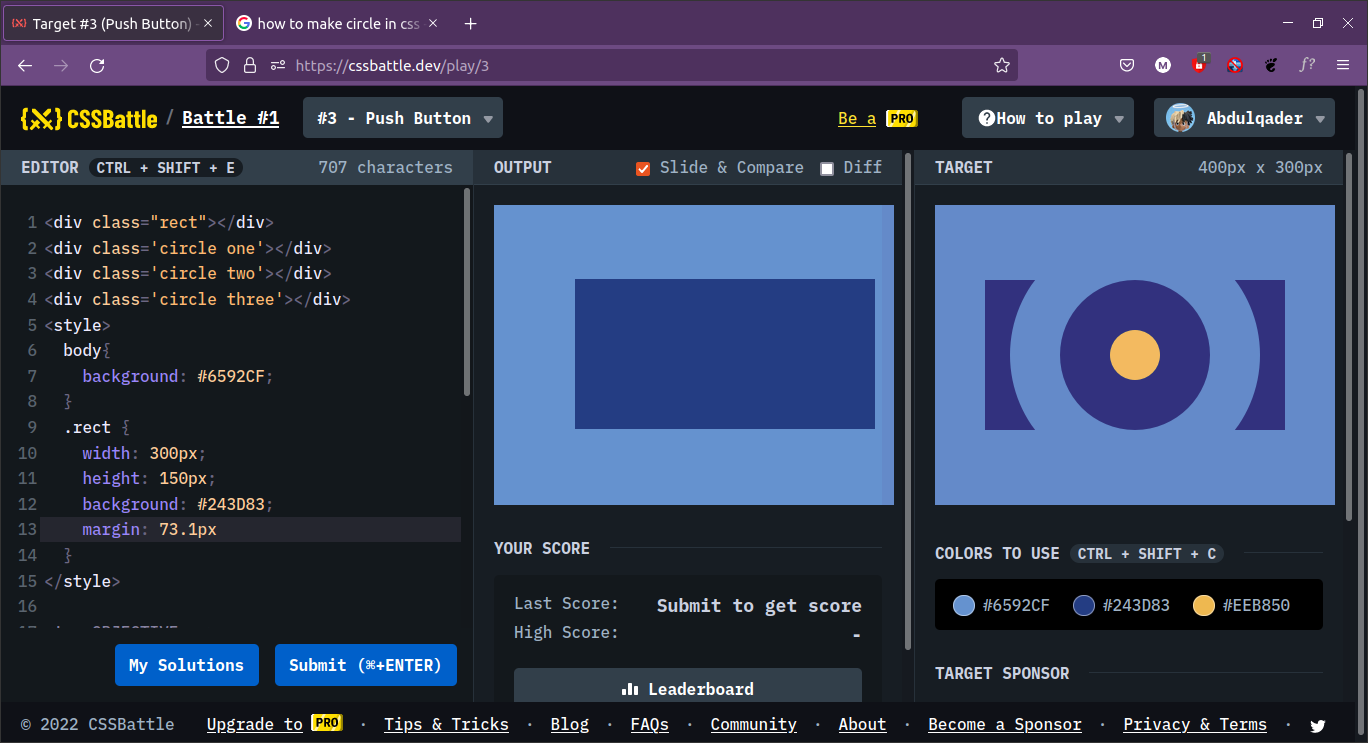 Target #3 (Push Button) -
how to make circle in css
https://cssbattle.dev/play/3
M
1
f?
{X} CSSBattle / Battle #1
#3 - Push Button
Be a PRO
How to play
Abdulqader
EDITOR CTRL + SHIFT + E 707 characters
OUTPUT Slide & Compare Diff
TARGET 400px x 300px
1 <div class="rect"></div>
2 <div class='circle one'></div>
3 <div class='circle two'></div>
4 <div class='circle three'></div>
5 <style>
6 body{
7 background: #6592CF;
8 }
9 .rect {
10 width: 300px;
11 height: 150px;
12 background: #243D83;
13 margin: 73.1px
14 }
15 </style>
16
My Solutions
Submit (⌘+ENTER)
YOUR SCORE
Last Score: Submit to get score
High Score: -
Leaderboard
COLORS TO USE CTRL + SHIFT + C
#6592CF #243D83 #EEB850
TARGET SPONSOR
© 2022 CSSBattle Upgrade to PRO · Tips & Tricks · Blog · FAQs · Community · About · Become a Sponsor · Privacy & Terms ·